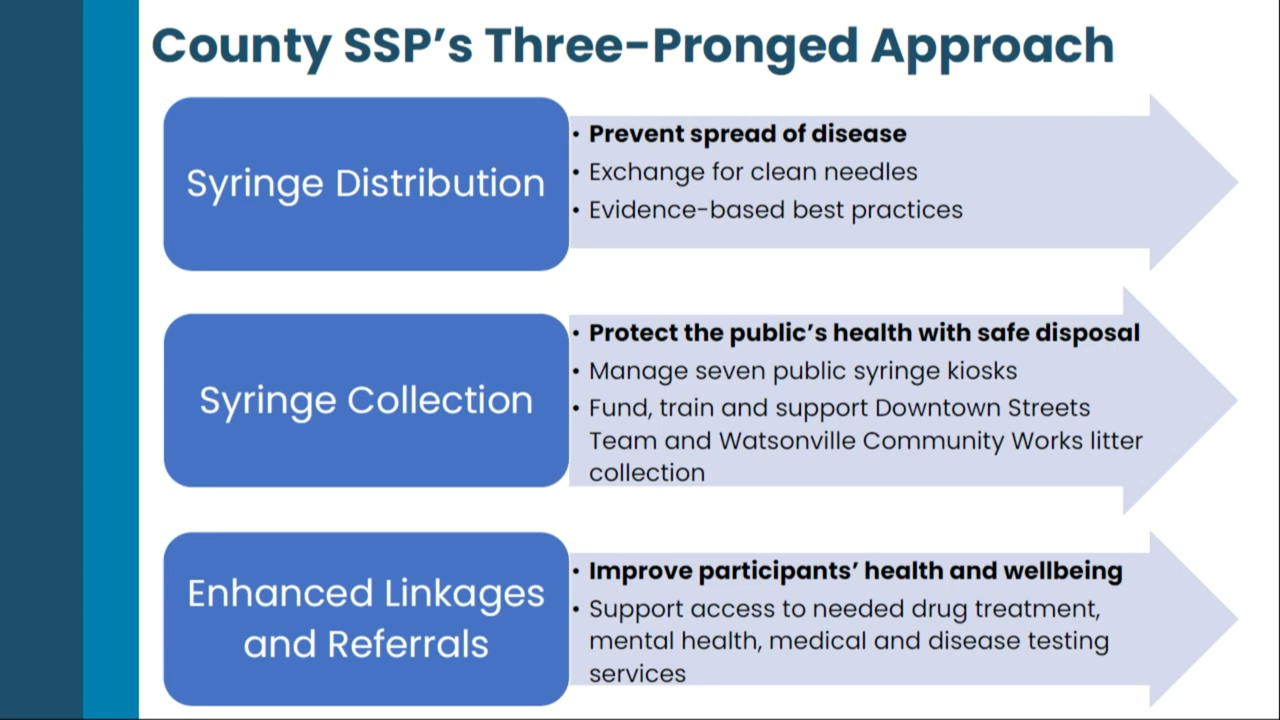 County SSP’s Three-Pronged Approach
Syringe Distribution
• Prevent spread of disease
• Exchange for clean needles
• Evidence-based best practices
Syringe Collection
• Protect the public’s health with safe disposal
• Manage seven public syringe kiosks
• Fund, train and support Downtown Streets
Team and Watsonville Community Works litter
collection
Enhanced Linkages
and Referrals
• Improve participants’ health and wellbeing
• Support access to needed drug treatment,
mental health, medical and disease testing
services